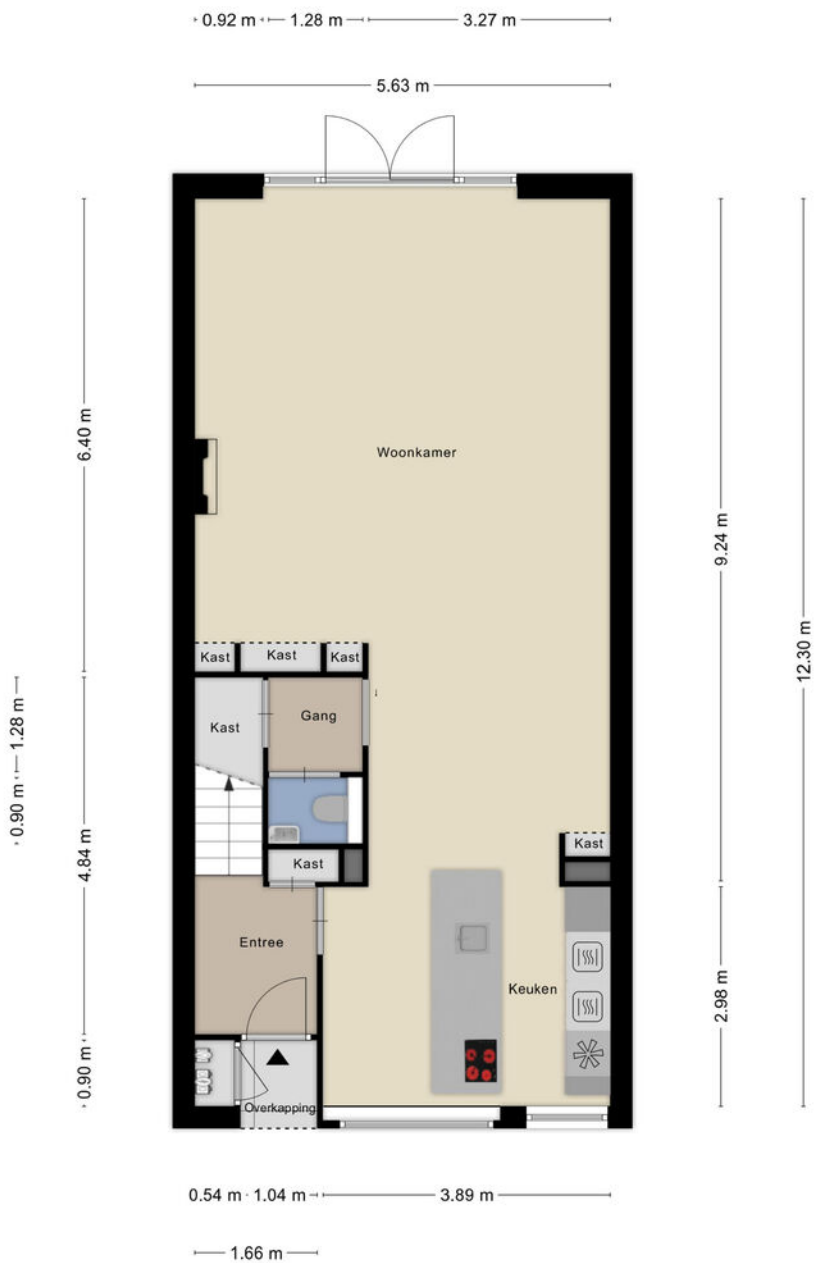 0.92 m
1.28 m
3.27 m
5.63 m
6.40 m
Woonkamer
9.24 m
12.30 m
Kast
Kast
Kast
1.28 m
Kast
Gang
0.90 m
4.84 m
Kast
Kast
Entree
Keuken
2.98 m
0.90 m
Overkapping
0.54 m
1.04 m
3.89 m
1.66 m